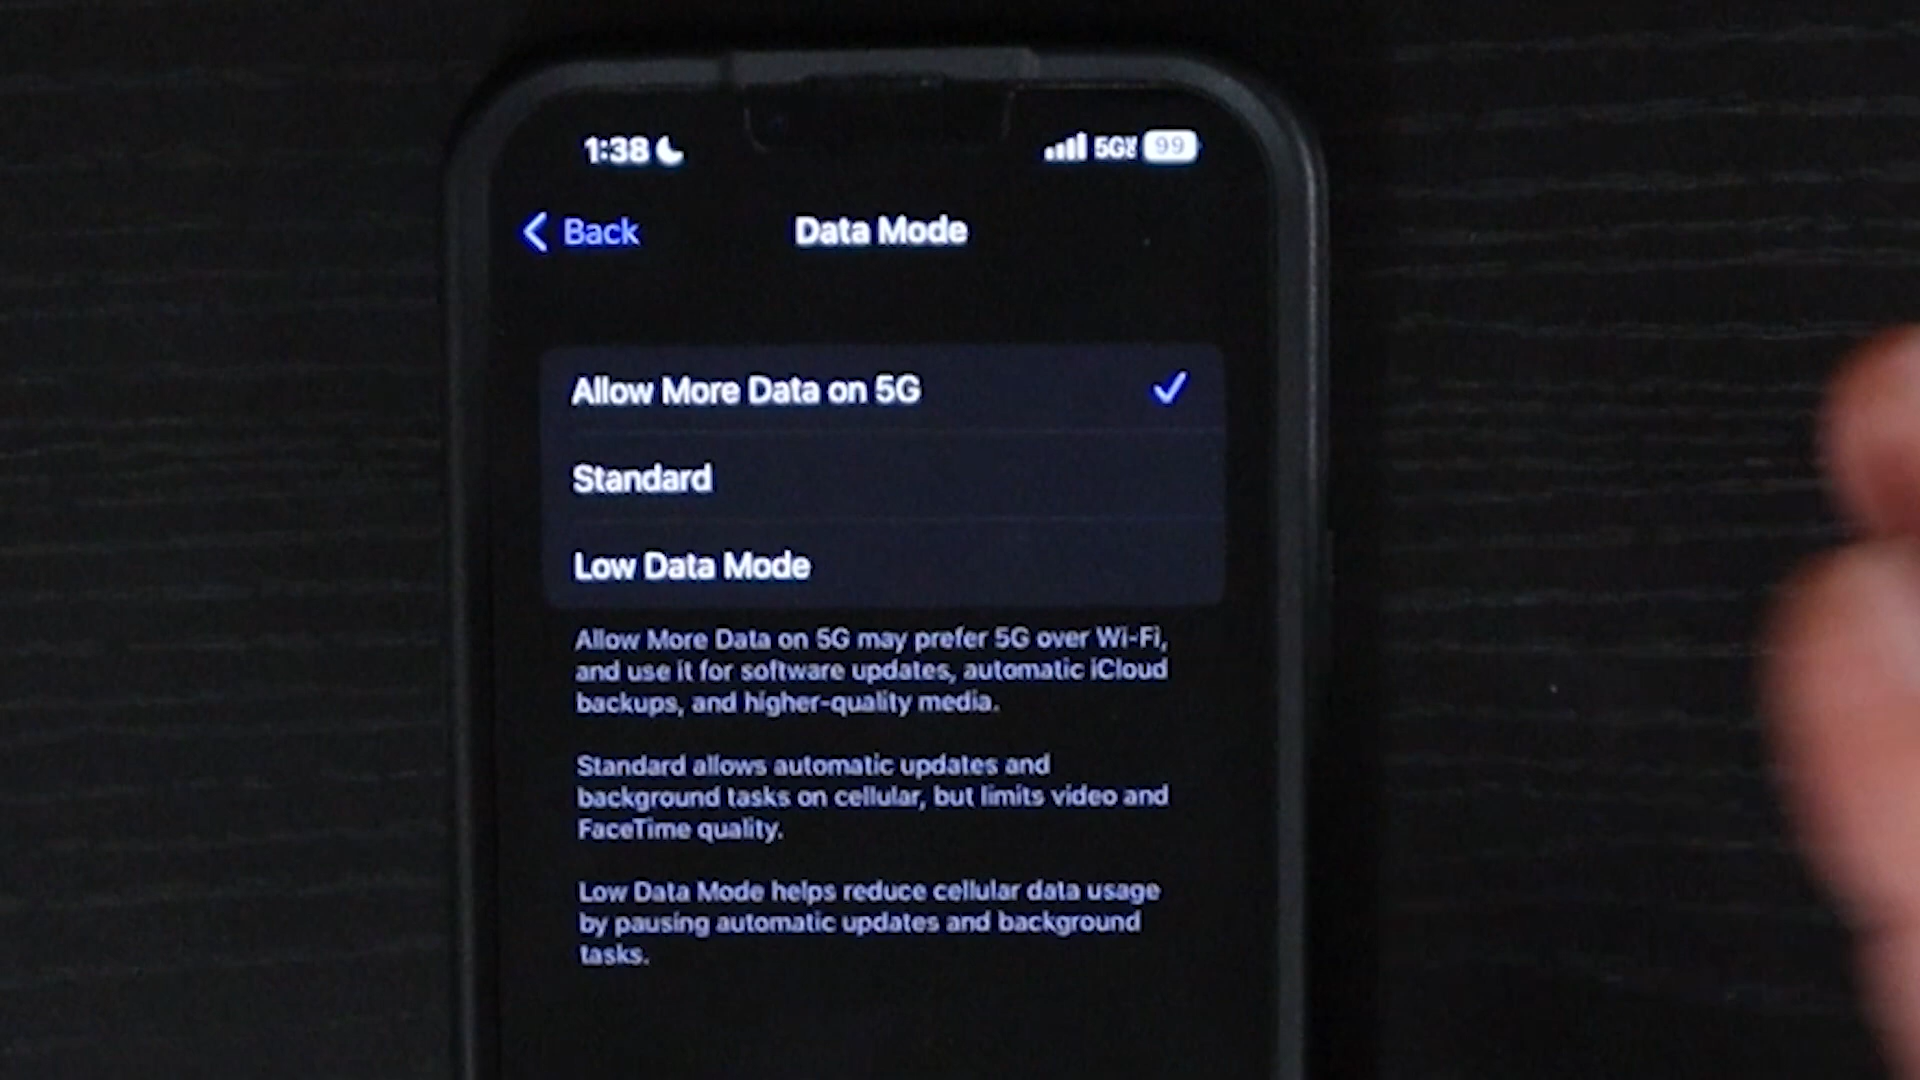 1:38
5G 99
Back
Data Mode
Allow More Data on 5G
Standard
Low Data Mode
Allow More Data on 5G may prefer 5G over Wi-Fi,
and use it for software updates, automatic iCloud
backups, and higher-quality media.
Standard allows automatic updates and
background tasks on cellular, but limits video and
FaceTime quality.
Low Data Mode helps reduce cellular data usage
by pausing automatic updates and background
tasks.